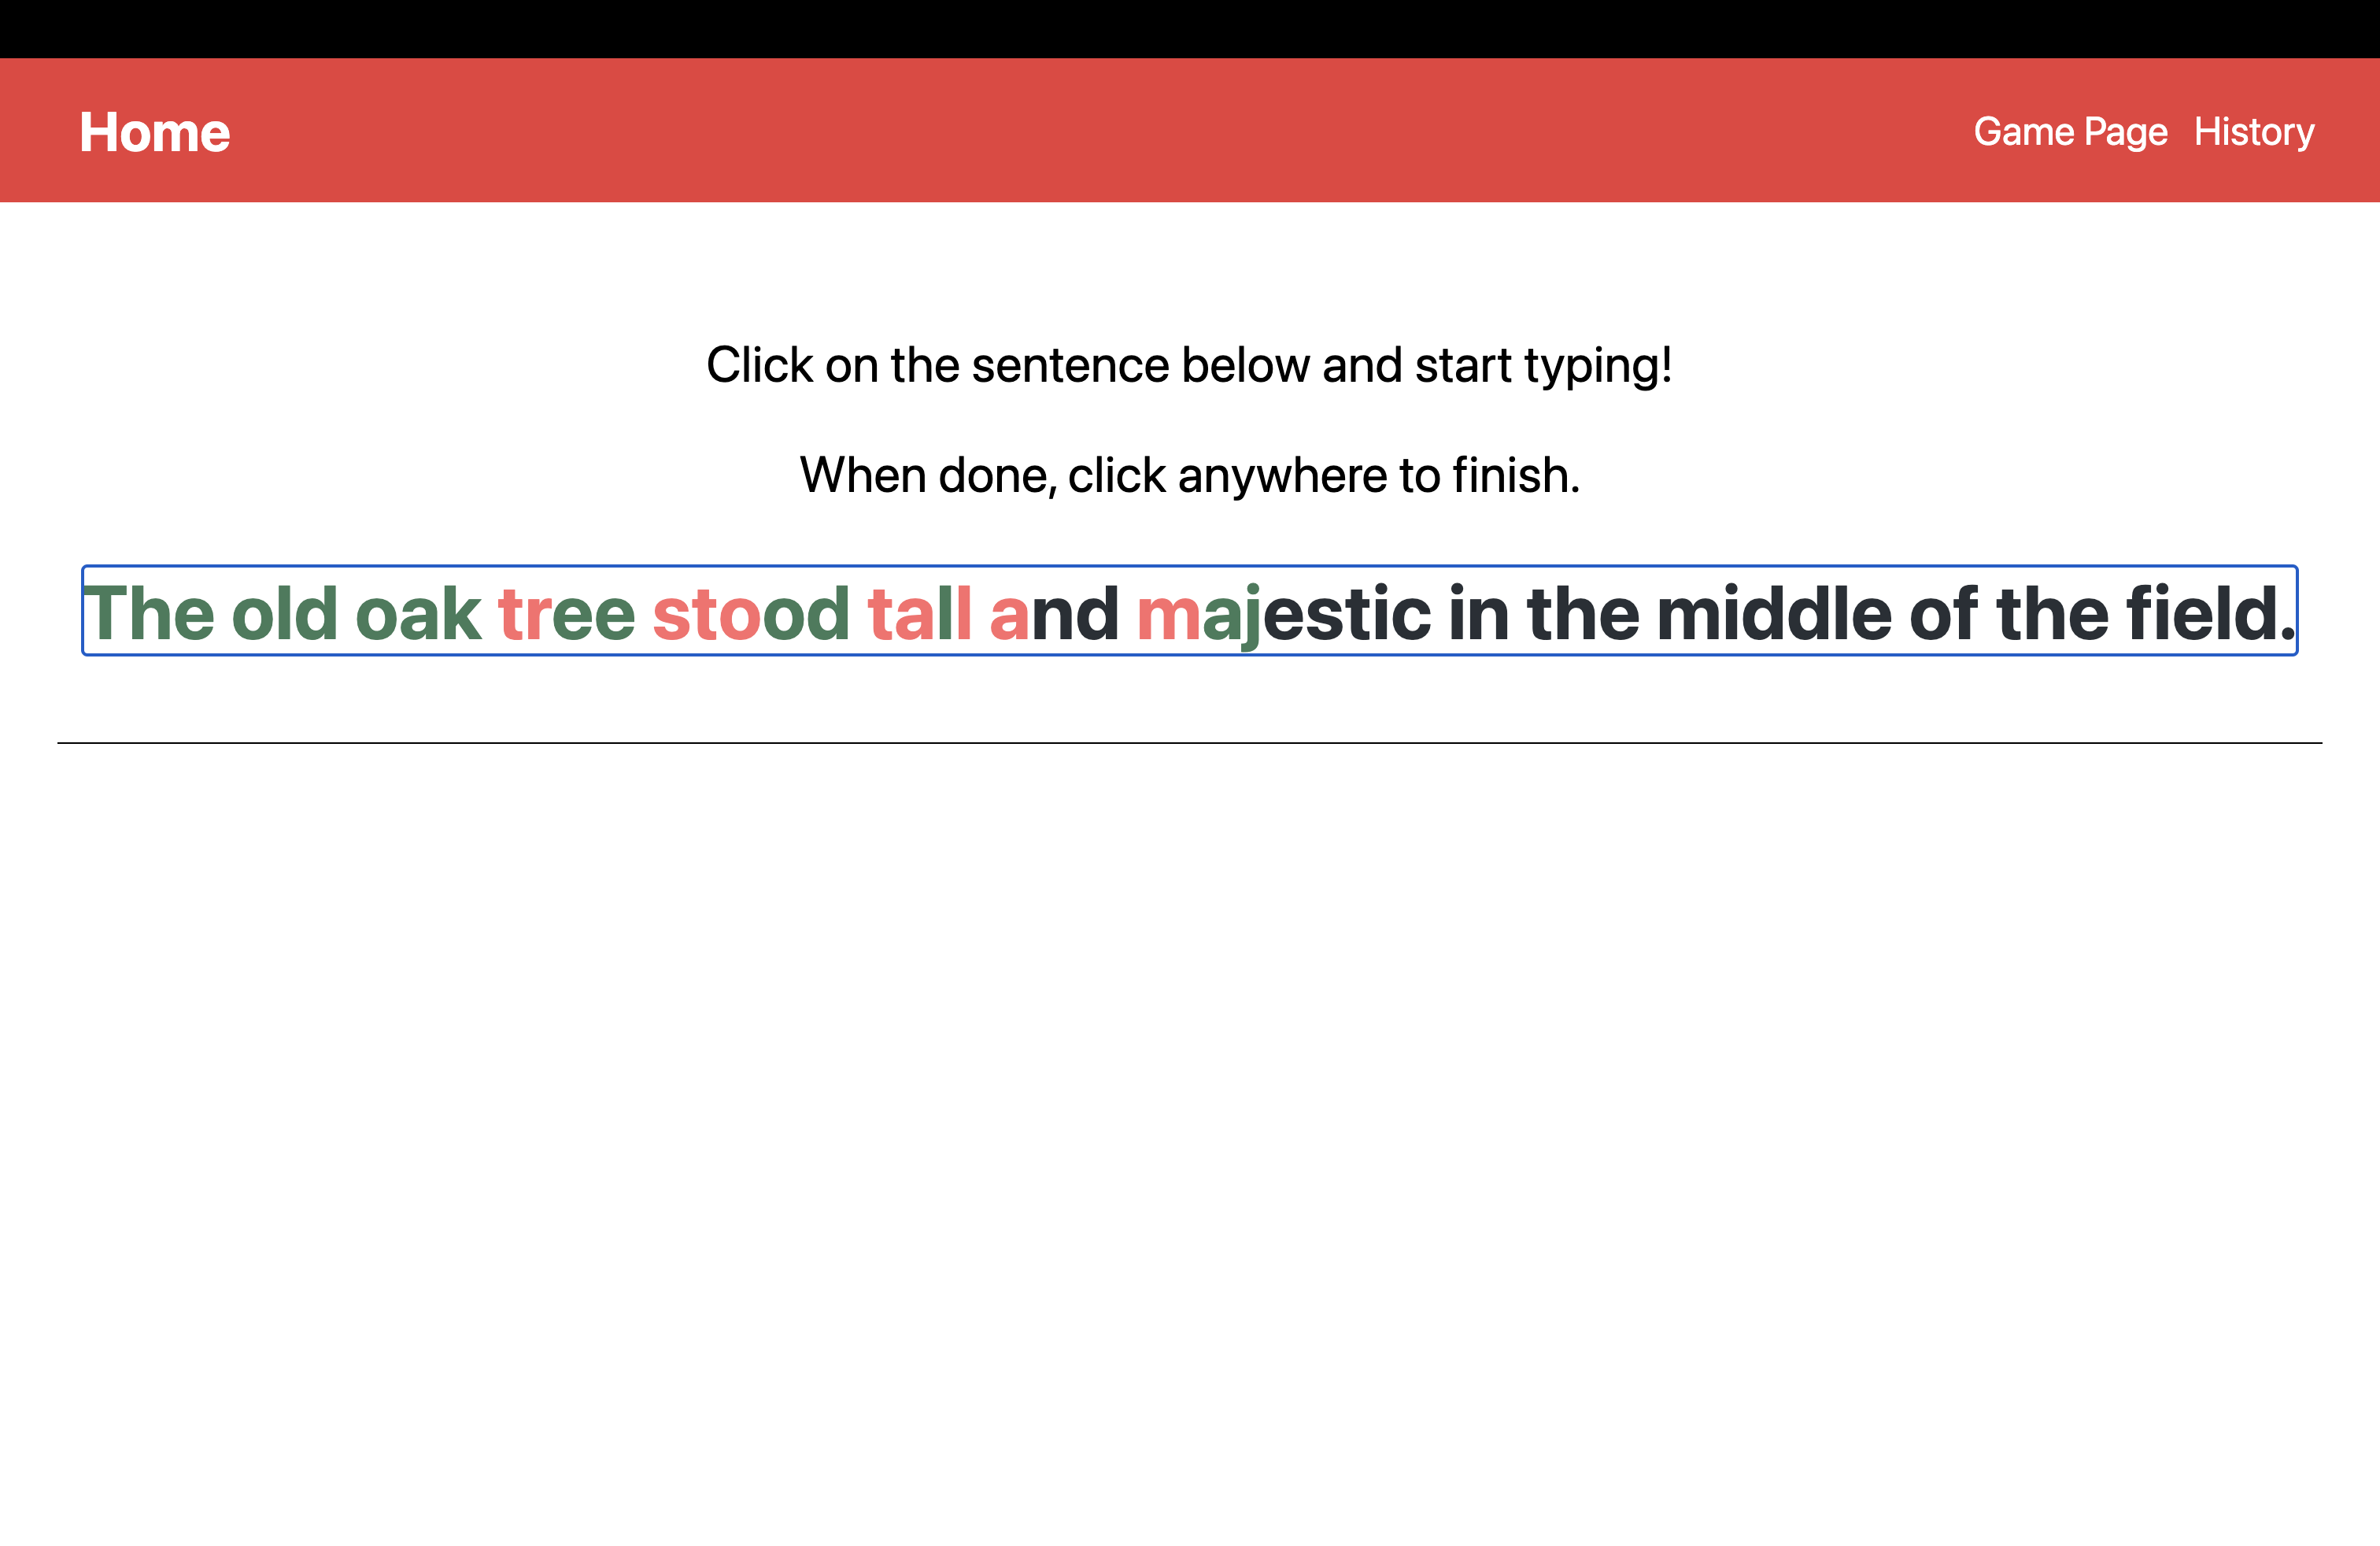 Home Game Page History
Click on the sentence below and start typing!
When done, click anywhere to finish.
The old oak tree stood tall and majestic in the middle of the field.